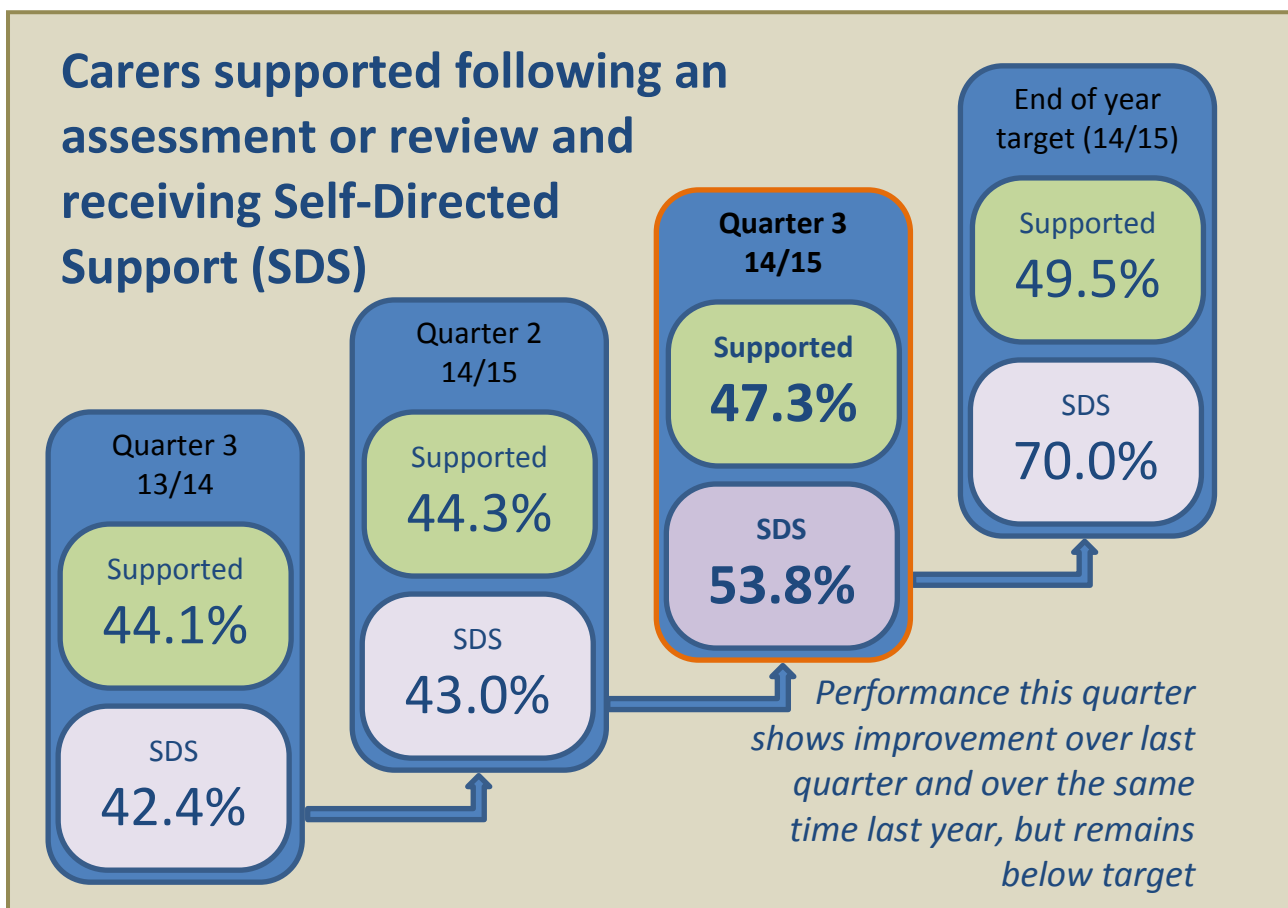 Carers supported following an
assessment or review and
receiving Self-Directed
Support (SDS)
Quarter 3
13/14
Supported
44.1%
SDS
42.4%
Quarter 2
14/15
Supported
44.3%
SDS
43.0%
Quarter 3
14/15
Supported
47.3%
SDS
53.8%
End of year
target (14/15)
Supported
49.5%
SDS
70.0%
Performance this quarter
shows improvement over last
quarter and over the same
time last year, but remains
below target